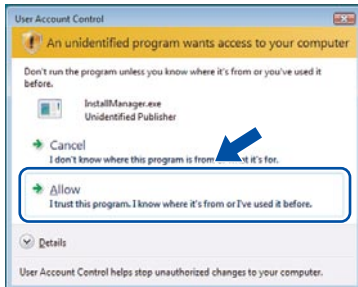 User Account Control
An unidentified program wants access to your computer
Don't run the program unless you know where it's from or you've used it
before.
InstallManager.exe
Unidentified Publisher
Cancel
I don't know where this program is from or it's for.
Allow
I trust this program. I know where it's from or I've used it before.
Details
User Account Control helps stop unauthorized changes to your computer.